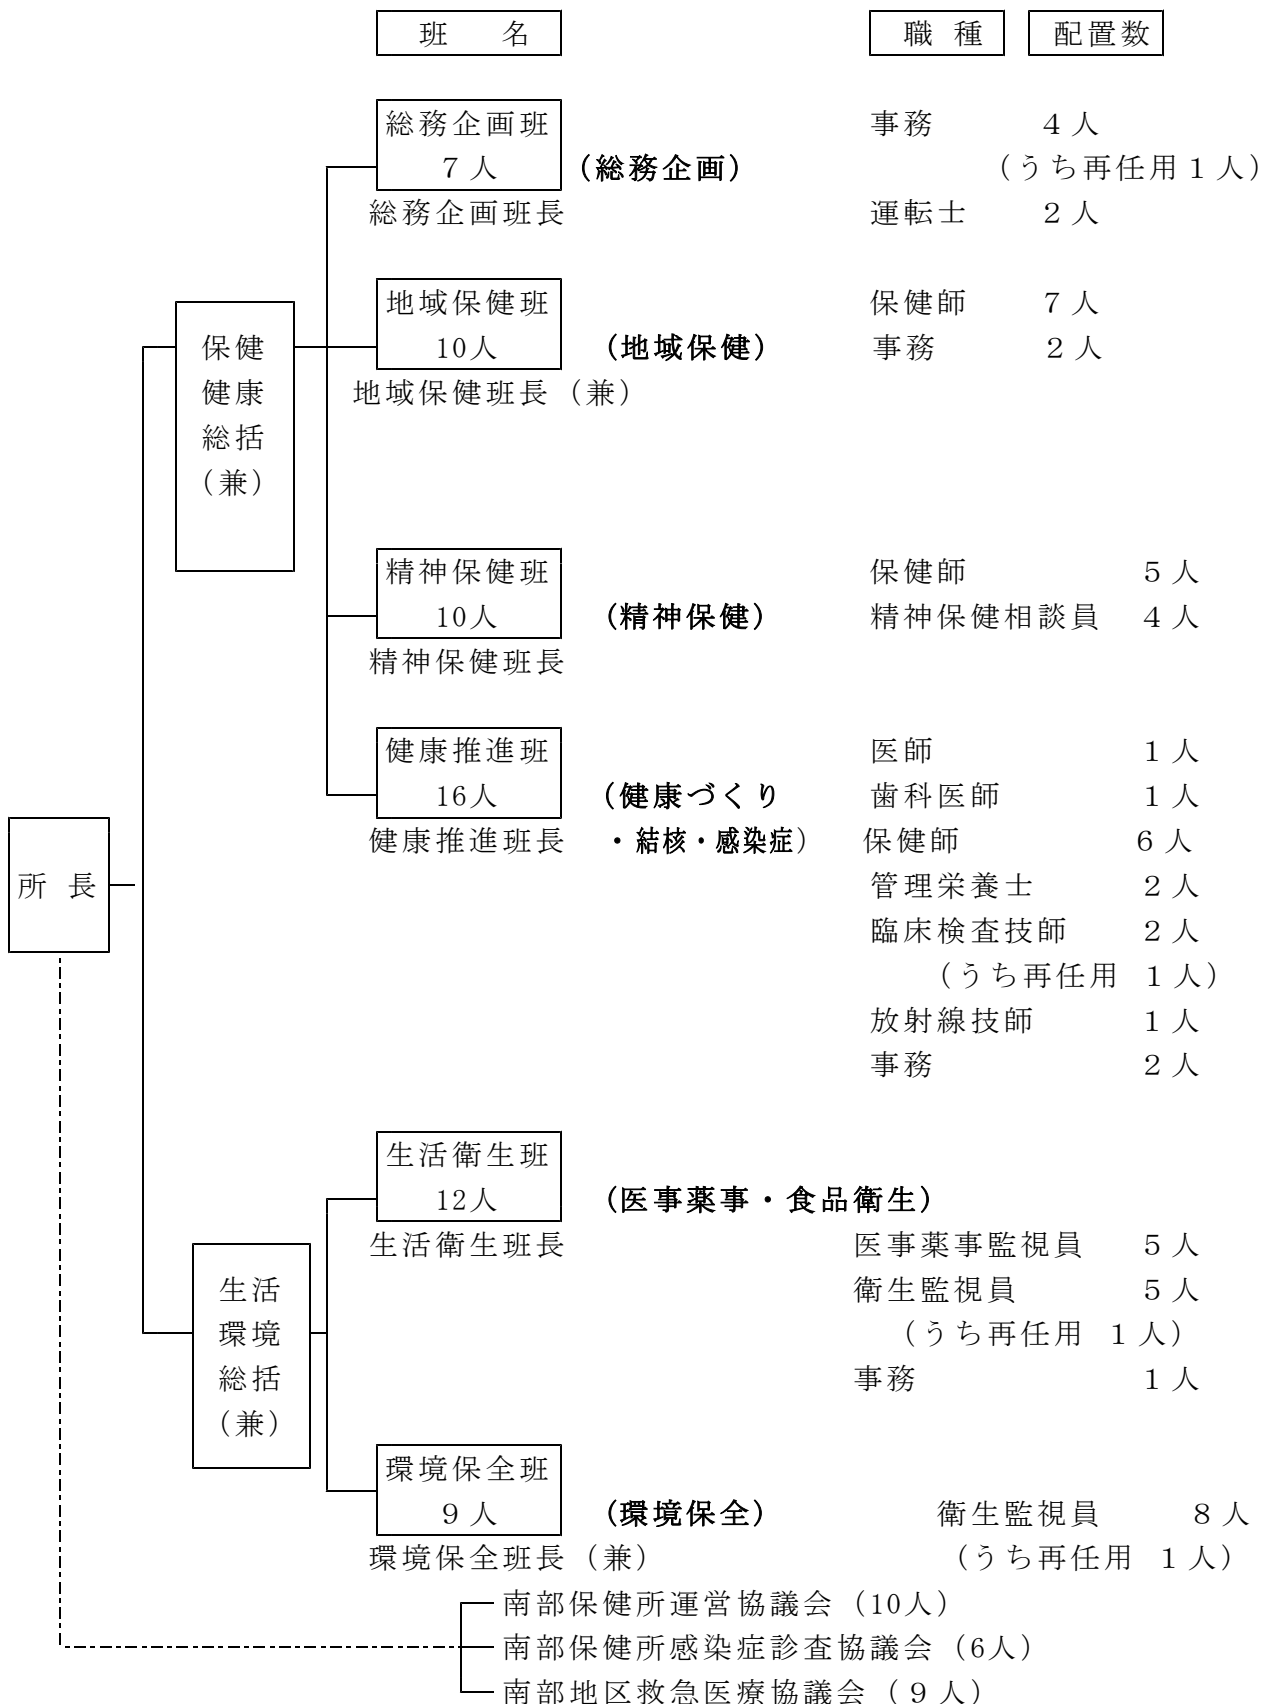 班　名　職 種　配置数
総務企画班　事務　４人
７人　（総務企画）　（うち再任用１人）
総務企画班長　運転士　２人
地域保健班　保健師　７人
10人　（地域保健）　事務　２人
地域保健班長（兼）
保健
健康
総括
（兼）
精神保健班　保健師　５人
10人　（精神保健）　精神保健相談員　４人
精神保健班長
健康推進班　医師　１人
16人　（健康づくり　歯科医師　１人
健康推進班長　・結核・感染症）　保健師　６人
所 長　管理栄養士　２人
臨床検査技師　２人
（うち再任用　１人）
放射線技師　１人
事務　２人
生活衛生班
12人　（医事薬事・食品衛生）
生活衛生班長　医事薬事監視員　５人
生活
環境
総括
（兼）
衛生監視員　５人
（うち再任用　１人）
事務　１人
環境保全班
９人　（環境保全）　衛生監視員　８人
環境保全班長（兼）　（うち再任用　１人）
南部保健所運営協議会（10人）
南部保健所感染症診査協議会（6人）
南部地区救急医療協議会（９人）